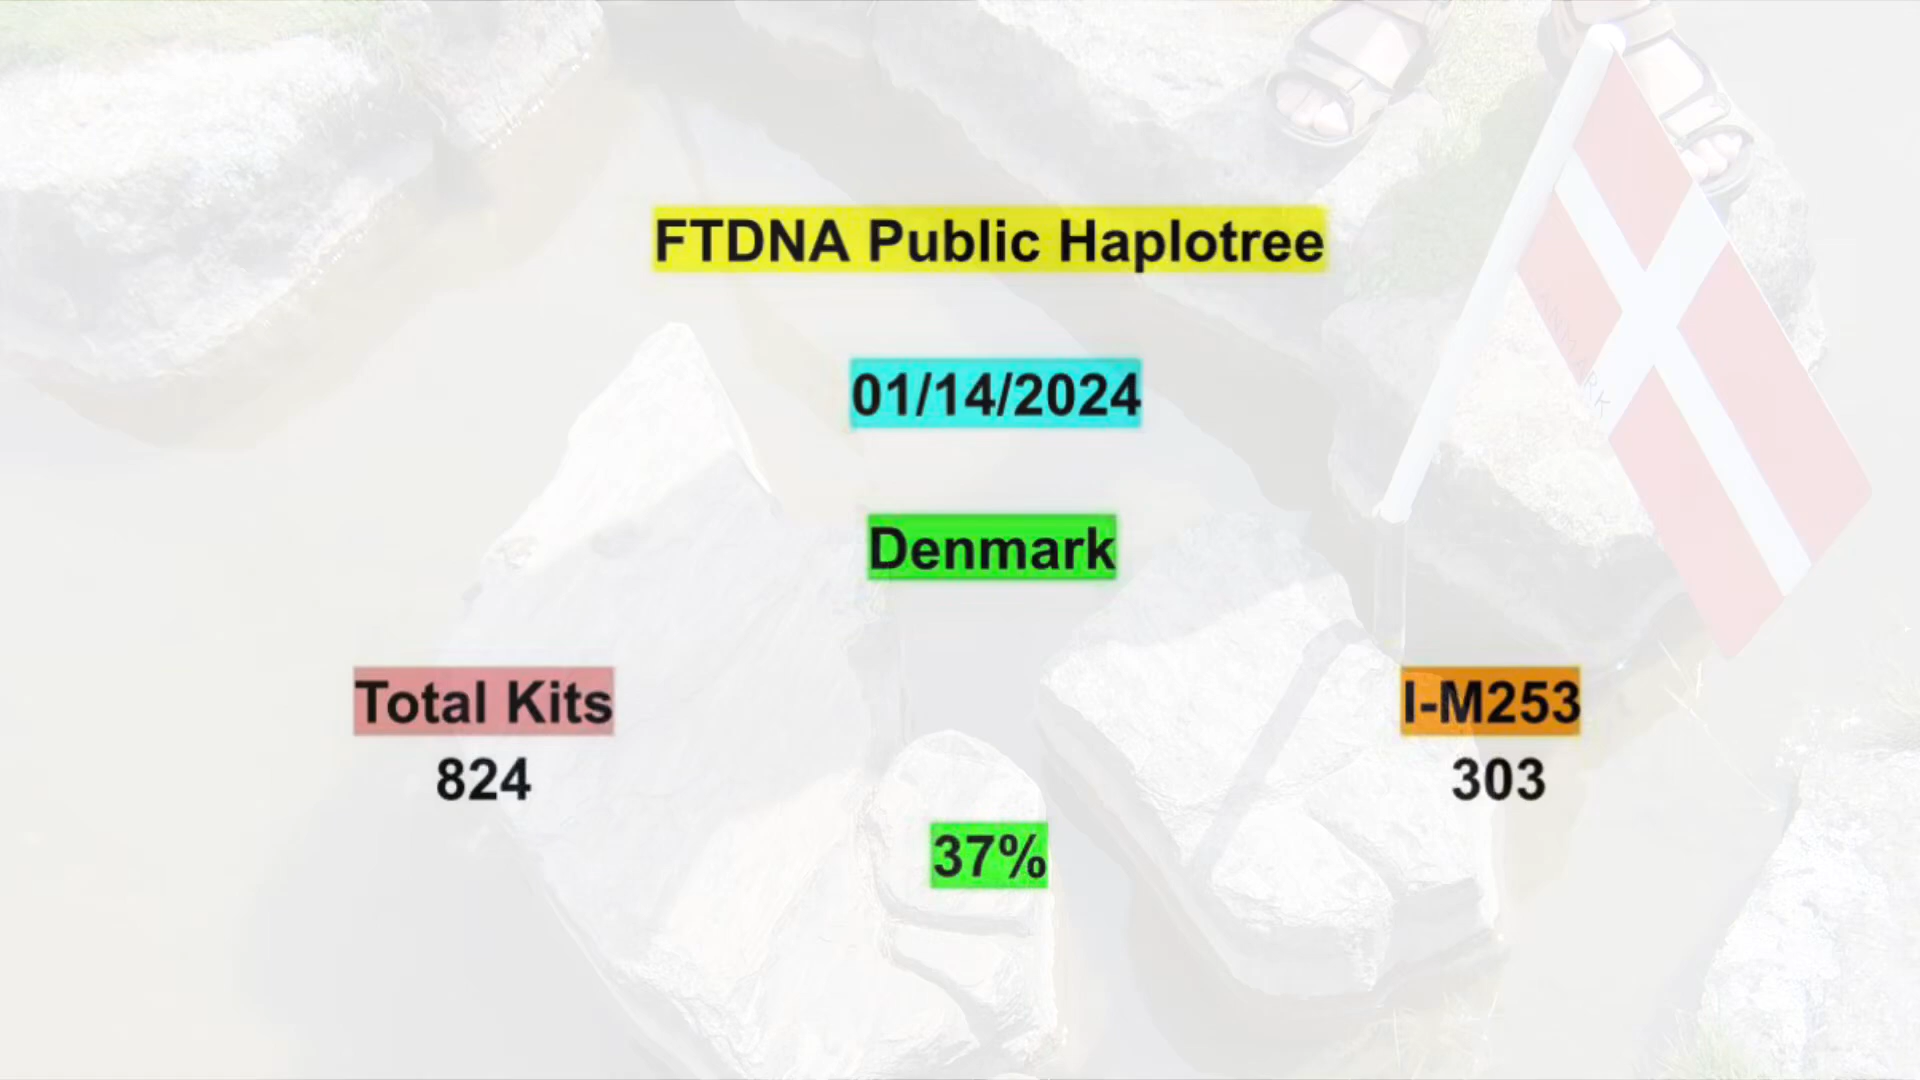 FTDNA Public Haplotree
01/14/2024
Denmark
Total Kits
I-M253
824
303
37%